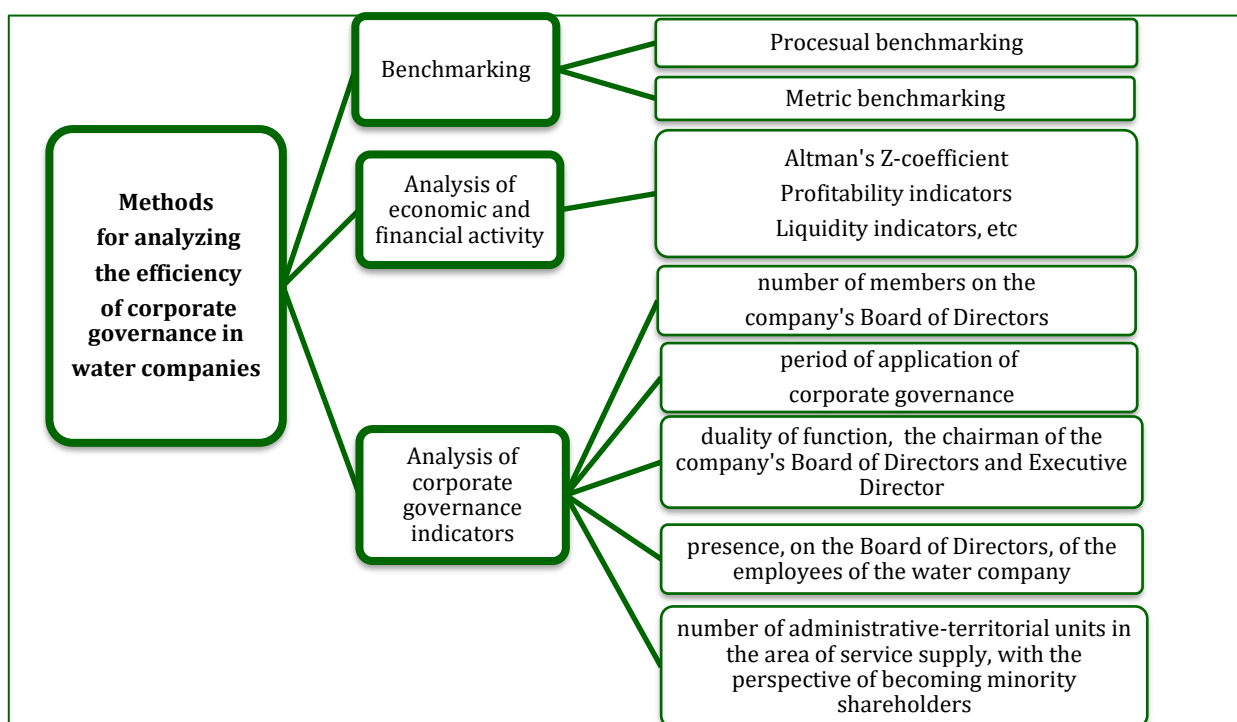 Methods
for analyzing
the efficiency
of corporate
governance in
water companies
Benchmarking
Procesual benchmarking
Metric benchmarking
Analysis of
economic and
financial activity
Altman's Z-coefficient
Profitability indicators
Liquidity indicators, etc
Analysis of
corporate
governance
indicators
number of members on the
company's Board of Directors
period of application of
corporate governance
duality of function, the chairman of the
company's Board of Directors and Executive
Director
presence, on the Board of Directors, of the
employees of the water company
number of administrative-territorial units in
the area of service supply, with the
perspective of becoming minority
shareholders